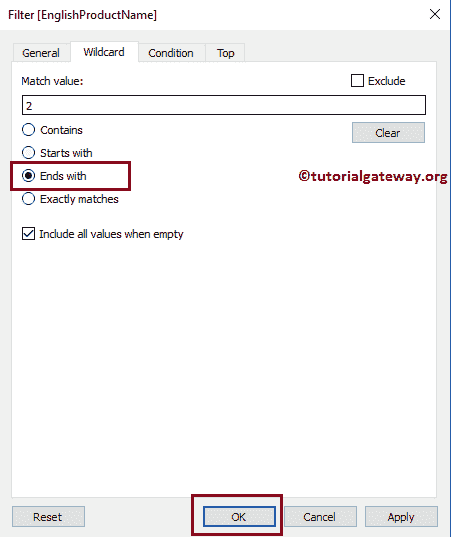 Filter [EnglishProductName]
General Wildcard Condition Top
Match value: Exclude
2
Contains Clear
Starts with
Ends with ©tutorialgateway.org
Exactly matches
Include all values when empty
Reset OK Cancel Apply